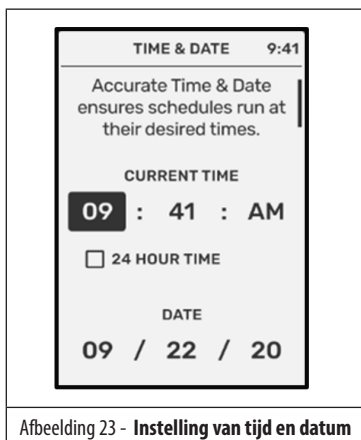 TIME & DATE 9:41
Accurate Time & Date
ensures schedules run at
their desired times.
CURRENT TIME
09 : 41 : AM
24 HOUR TIME
DATE
09 / 22 / 20
Afbeelding 23 - Instelling van tijd en datum